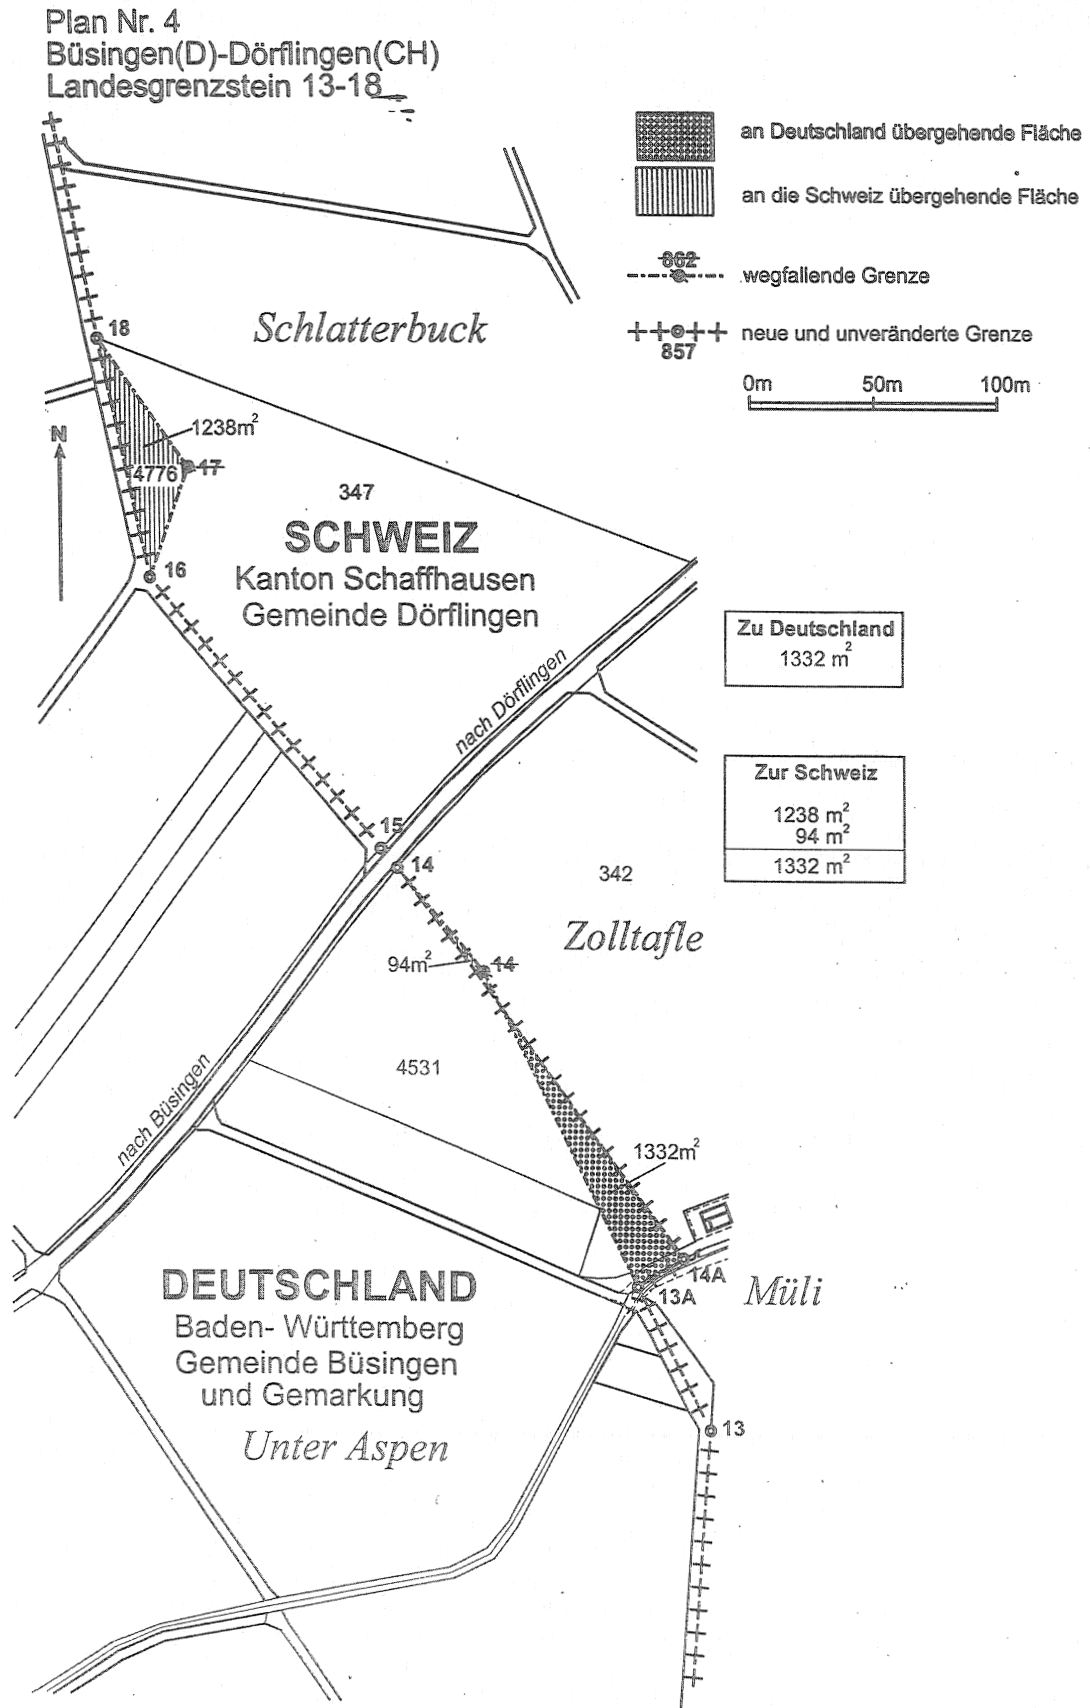 Plan Nr. 4
Büsingen(D)-Dörflingen(CH)
Landesgrenzstein 13-18
an Deutschland übergehende Fläche
an die Schweiz übergehende Fläche
862
wegfallende Grenze
neue und unveränderte Grenze
857
0m 50m 100m
18
Schlatterbuck
N
1238m²
4776
17
347
SCHWEIZ
Kanton Schaffhausen
Gemeinde Dörflingen
16
Zu Deutschland
1332 m²
nach Dörflingen
Zur Schweiz
1238 m²
94 m²
1332 m²
15
14
342
Zolltafle
94m²
14
4531
nach Büsingen
1332m²
14A
13A
Müli
DEUTSCHLAND
Baden- Württemberg
Gemeinde Büsingen
und Gemarkung
Unter Aspen
13